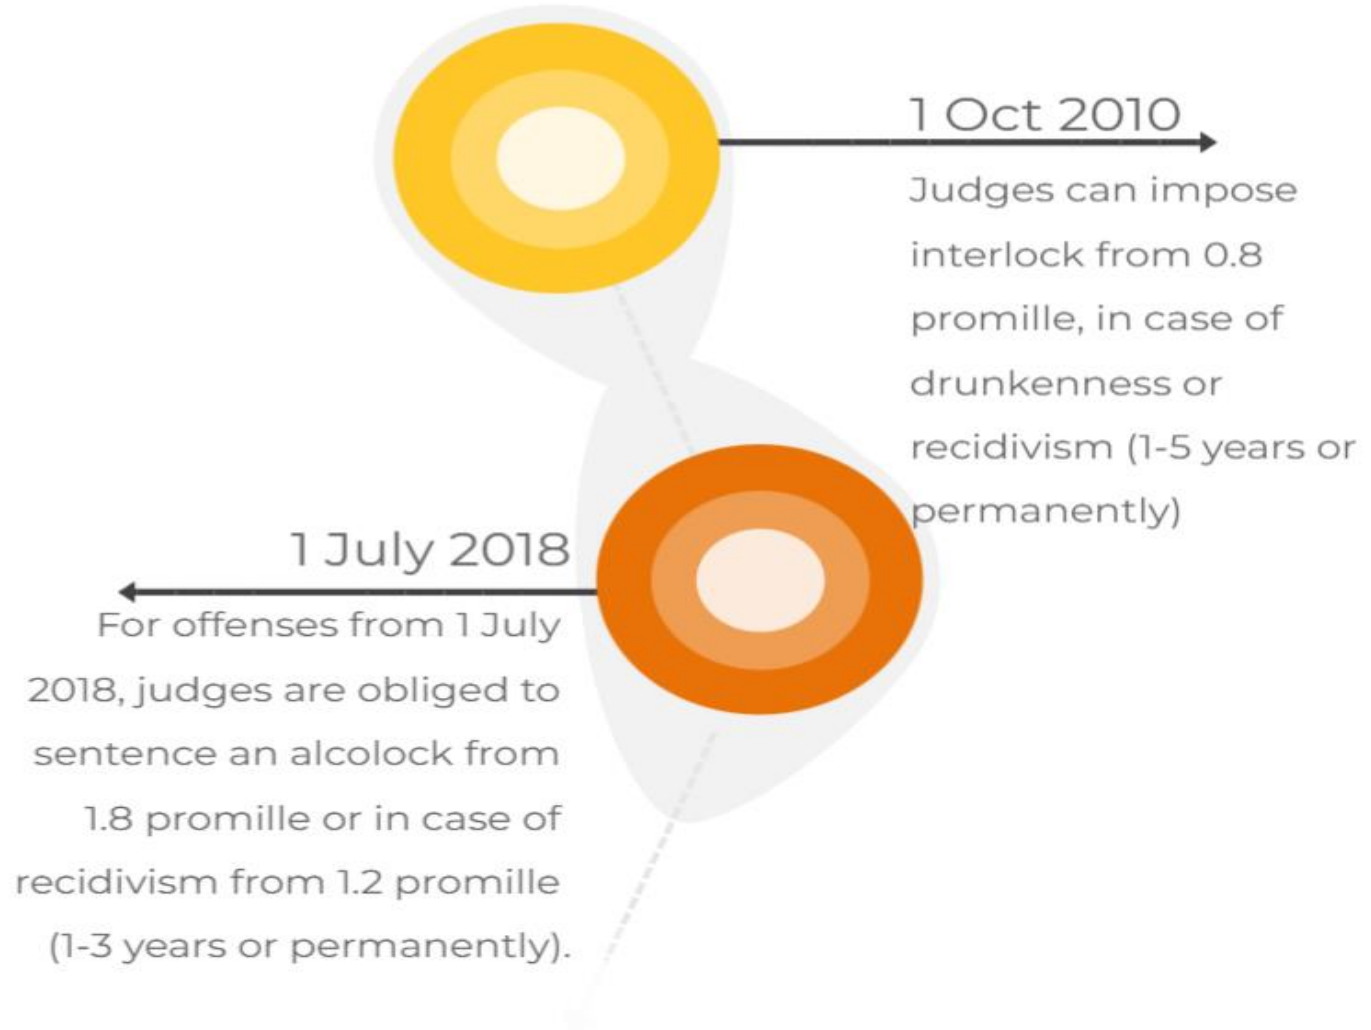 1 Oct 2010
Judges can impose
interlock from 0.8
promille, in case of
drunkenness or
recidivism (1-5 years or
permanently)
1 July 2018
For offenses from 1 July
2018, judges are obliged to
sentence an alcolock from
1.8 promille or in case of
recidivism from 1.2 promille
(1-3 years or permanently).